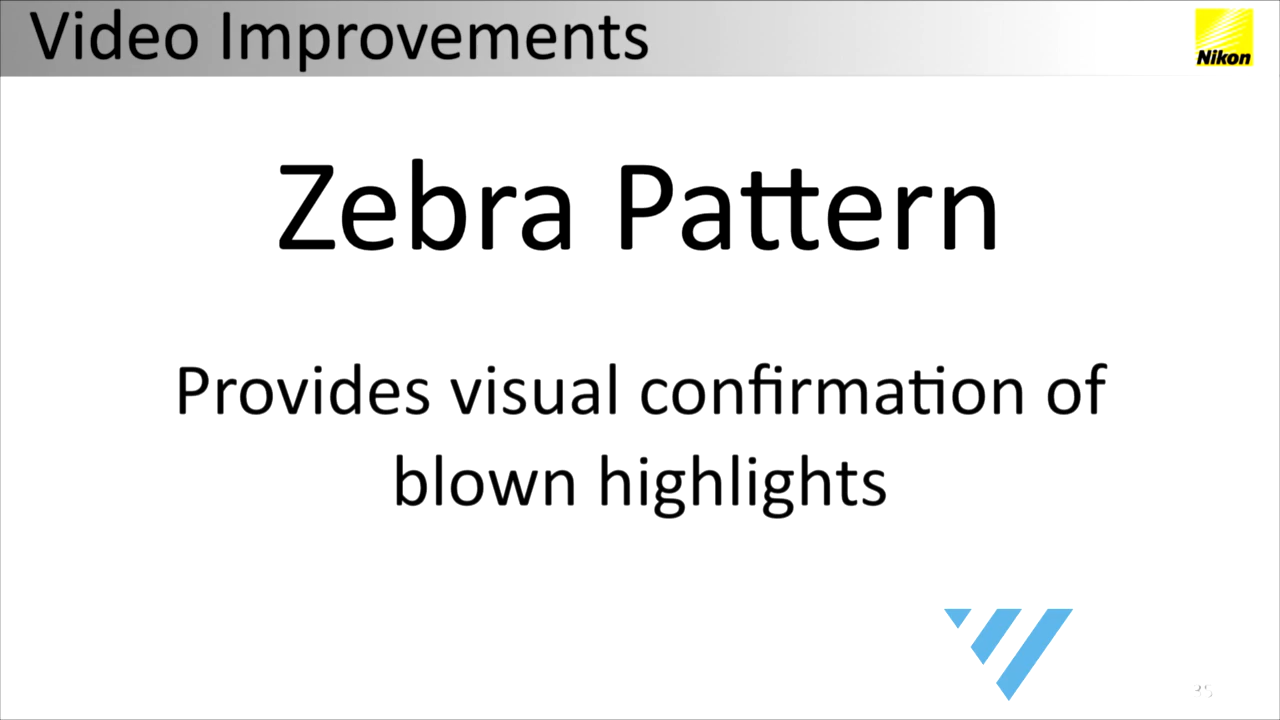 Video Improvements
Nikon
Zebra Pattern
Provides visual confirmation of
blown highlights